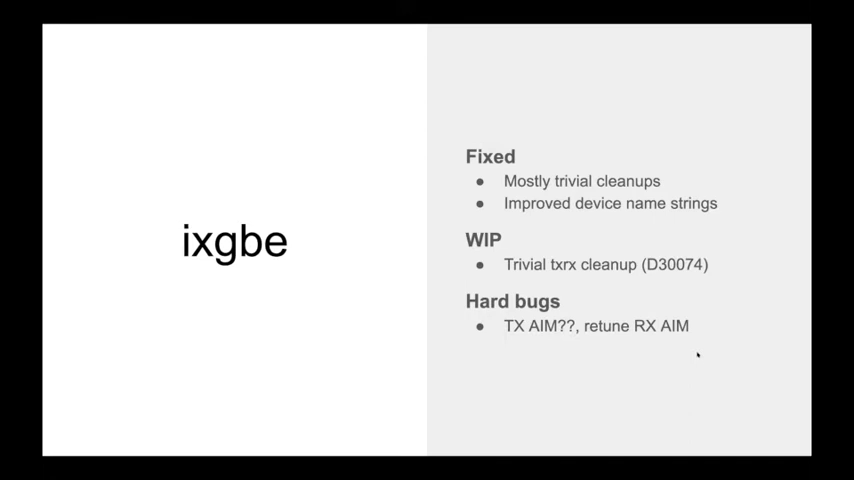 ixgbe
Fixed
● Mostly trivial cleanups
● Improved device name strings
WIP
● Trivial txrx cleanup (D30074)
Hard bugs
● TX AIM??, retune RX AIM